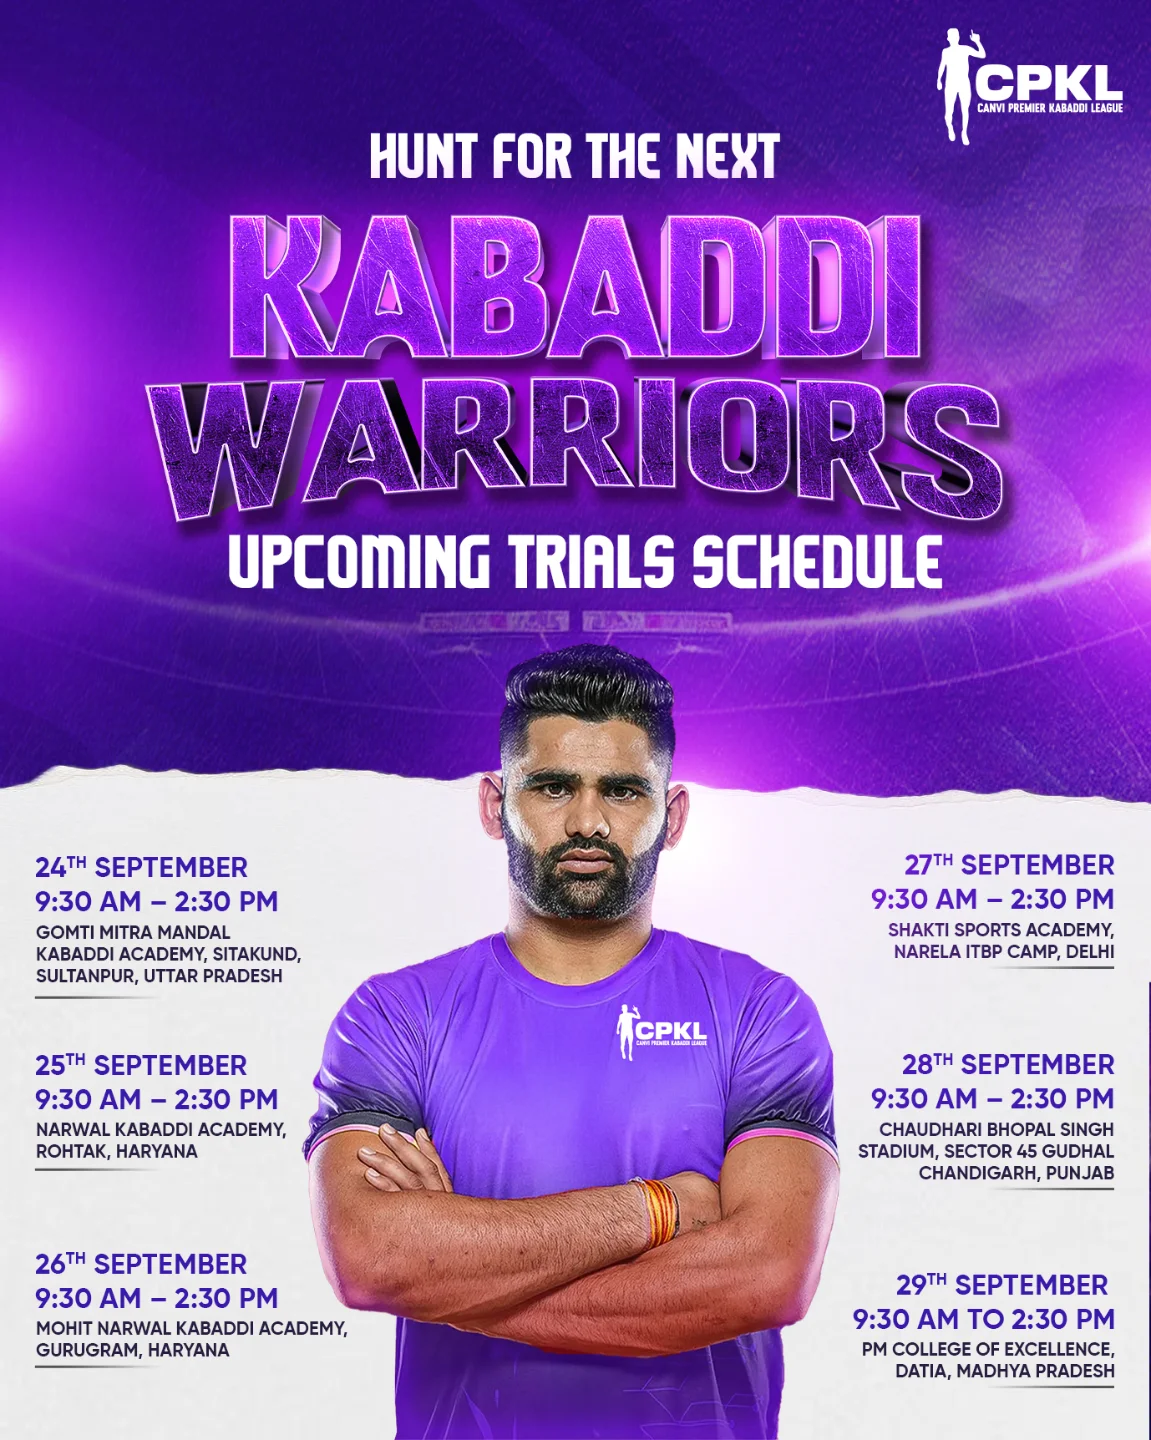 CPKL
CANVI PREMIER KABADDI LEAGUE
HUNT FOR THE NEXT
KABADDI
WARRIORS
UPCOMING TRIALS SCHEDULE
24TH SEPTEMBER
9:30 AM – 2:30 PM
GOMTI MITRA MANDAL
KABADDI ACADEMY, SITAKUND,
SULTANPUR, UTTAR PRADESH
25TH SEPTEMBER
9:30 AM – 2:30 PM
NARWAL KABADDI ACADEMY,
ROHTAK, HARYANA
26TH SEPTEMBER
9:30 AM – 2:30 PM
MOHIT NARWAL KABADDI ACADEMY,
GURUGRAM, HARYANA
CPKL
CANVI PREMIER KABADDI LEAGUE
27TH SEPTEMBER
9:30 AM – 2:30 PM
SHAKTI SPORTS ACADEMY,
NARELA ITBP CAMP, DELHI
28TH SEPTEMBER
9:30 AM – 2:30 PM
CHAUDHARI BHOPAL SINGH
STADIUM, SECTOR 45 GUDHAL
CHANDIGARH, PUNJAB
29TH SEPTEMBER
9:30 AM TO 2:30 PM
PM COLLEGE OF EXCELLENCE,
DATIA, MADHYA PRADESH